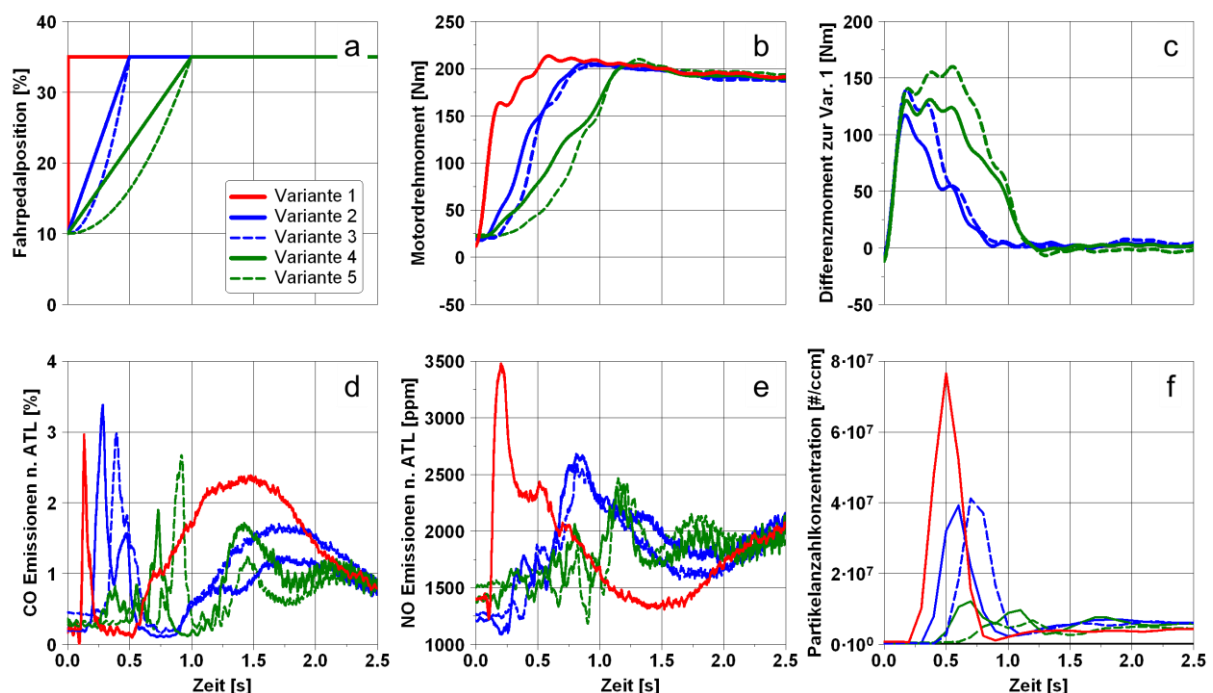 a
Fahrpedalposition [%]
40
30
20
10
0
Variante 1
Variante 2
Variante 3
Variante 4
Variante 5
b
Motordrehmoment [Nm]
250
200
150
100
50
0
-50
c
Differenzmoment zur Var. 1 [Nm]
200
150
100
50
0
-50
d
CO Emissionen n. ATL [%]
4
3
2
1
0
0.0 0.5 1.0 1.5 2.0 2.5
Zeit [s]
e
NO Emissionen n. ATL [ppm]
3500
3000
2500
2000
1500
1000
0.0 0.5 1.0 1.5 2.0 2.5
Zeit [s]
f
Partikelanzahlkonzentration [#/ccm]
8·10⁷
6·10⁷
4·10⁷
2·10⁷
0·10⁰
0.0 0.5 1.0 1.5 2.0 2.5
Zeit [s]